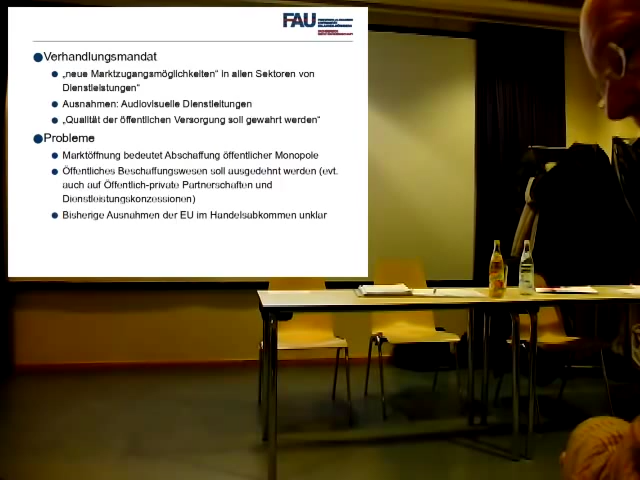 FAU
Verhandlungsmandat
„neue Marktzugangsmöglichkeiten“ in allen Sektoren von
Dienstleistungen“
Ausnahmen: Audiovisuelle Dienstleitungen
„Qualität der öffentlichen Versorgung soll gewahrt werden“
Probleme
Marktöffnung bedeutet Abschaffung öffentlicher Monopole
Öffentliches Beschaffungswesen soll ausgedehnt werden (evt.
auch auf Öffentlich-private Partnerschaften und
Dienstleistungskonzessionen)
Bisherige Ausnahmen der EU im Handelsabkommen unklar